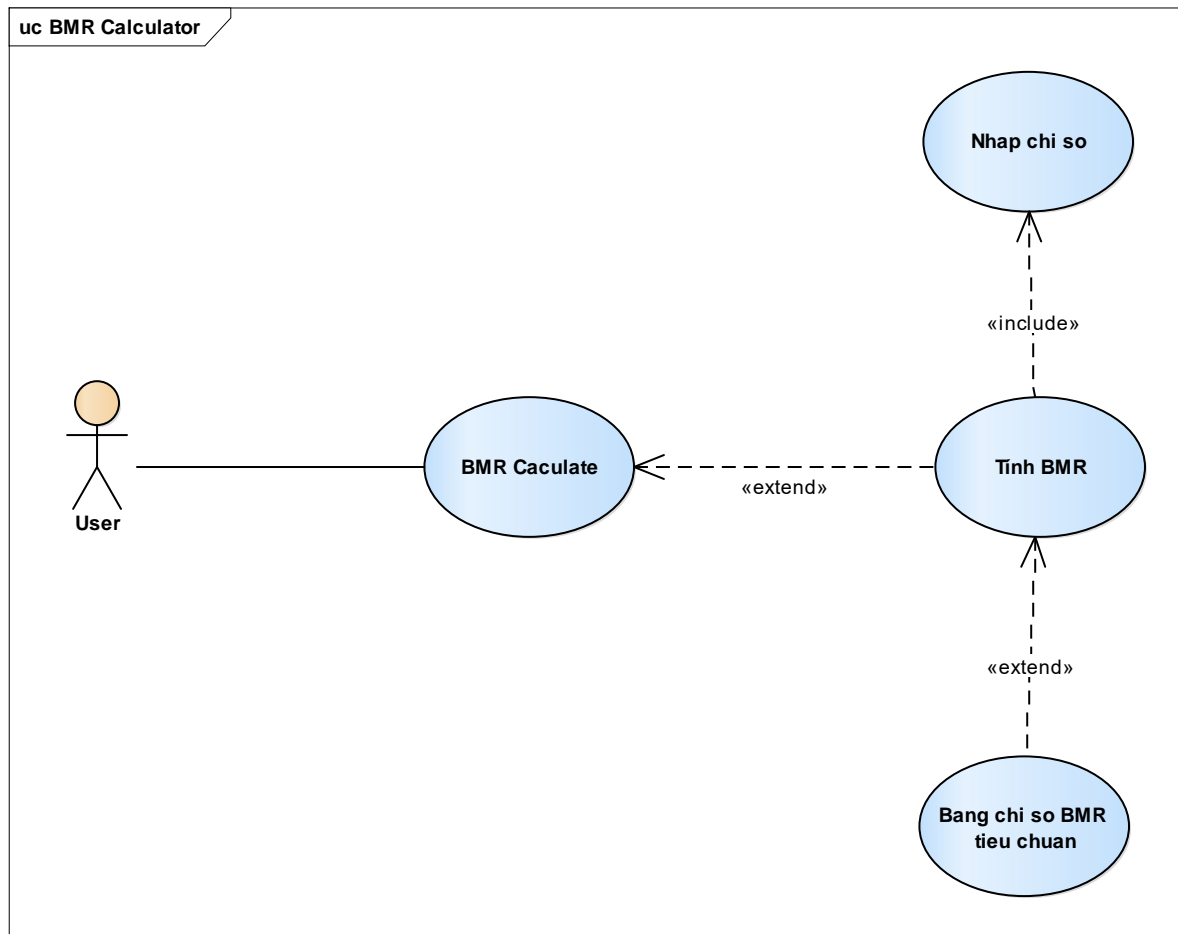 uc BMR Calculator
Nhap chi so
«include»
BMR Caculate
Tính BMR
«extend»
User
«extend»
Bang chi so BMR
tieu chuan